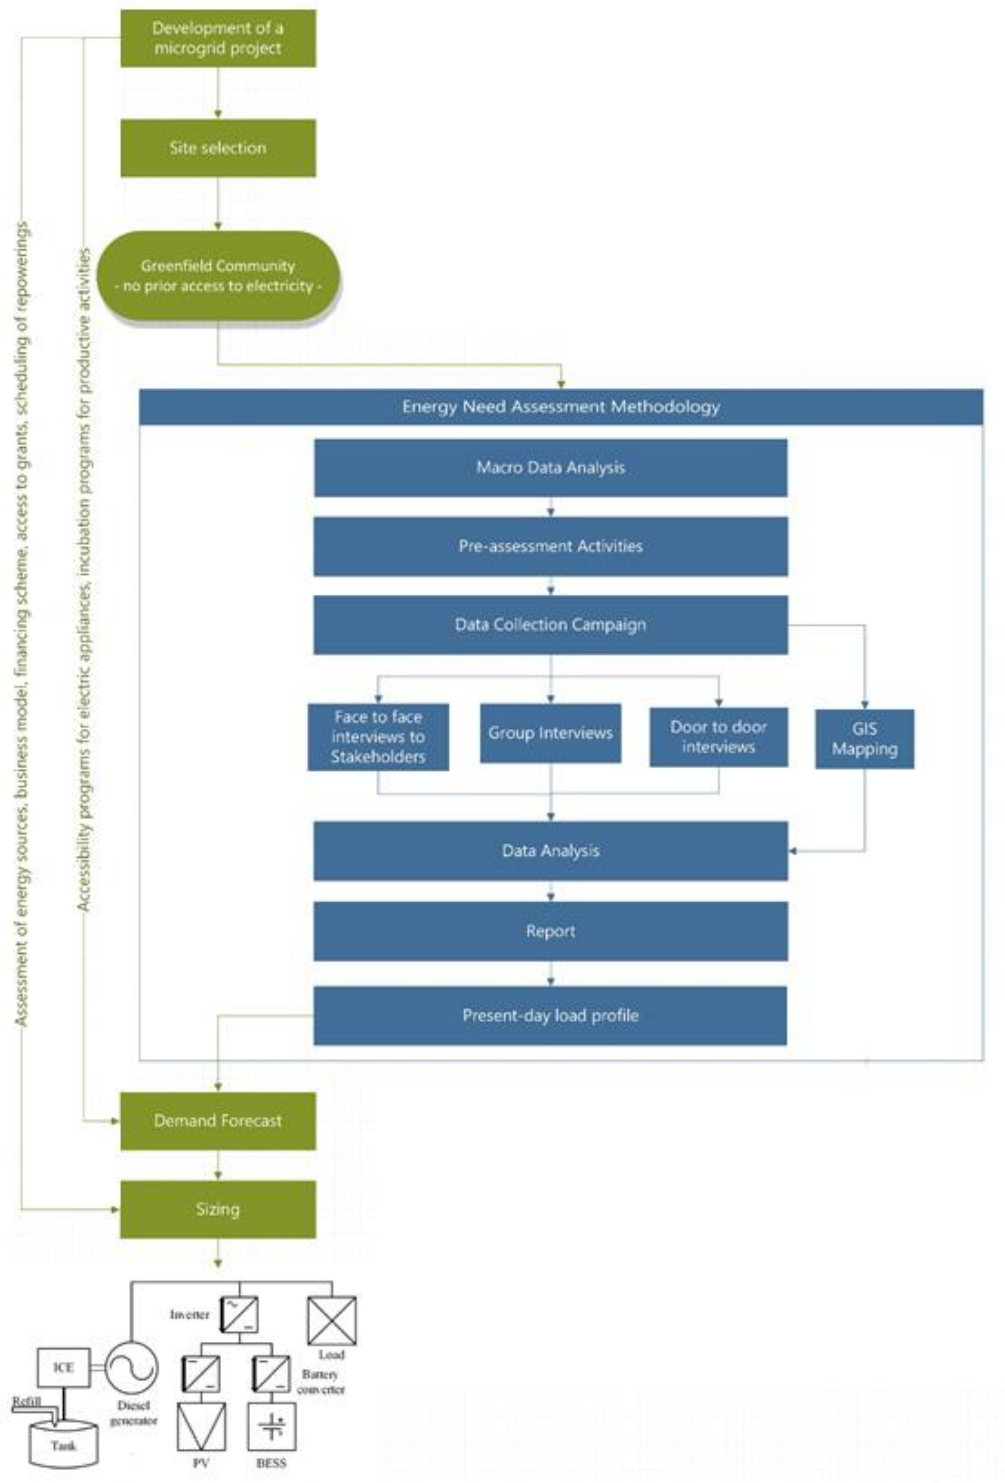 Development of a
microgrid project
Site selection
Greenfield Community
- no prior access to electricity -
Assessment of energy sources, business model, financing scheme, access to grants, scheduling of repowerings
Accessibility programs for electric appliances, incubation programs for productive activities
Energy Need Assessment Methodology
Macro Data Analysis
Pre-assessment Activities
Data Collection Campaign
Face to face
interviews to
Stakeholders
Group Interviews
Door to door
interviews
GIS
Mapping
Data Analysis
Report
Present-day load profile
Demand Forecast
Sizing
Inverter
Load
ICE
Battery
converter
Refill
Diesel
generator
Tank
PV
BESS